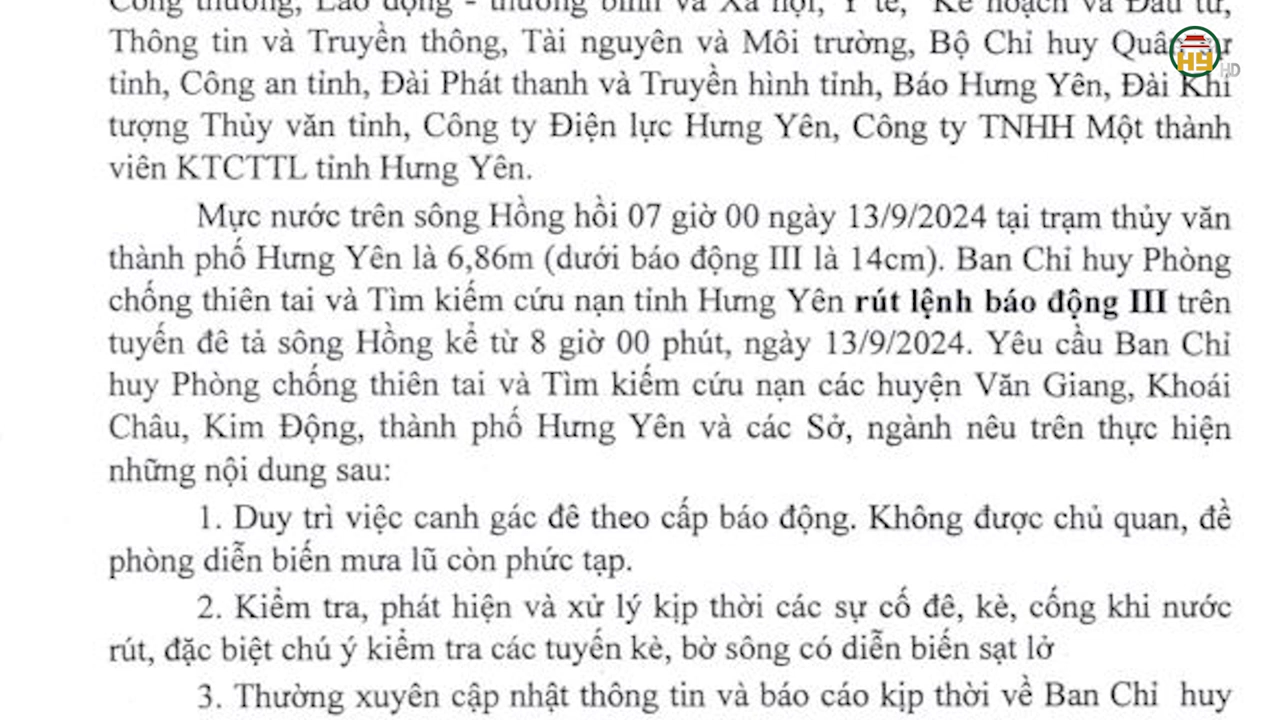 Công thương, Lao động - thương binh và Xã hội, Y tế, Kế hoạch và Đầu tư,
Thông tin và Truyền thông, Tài nguyên và Môi trường, Bộ Chỉ huy Quân sự
tỉnh, Công an tỉnh, Đài Phát thanh và Truyền hình tỉnh, Báo Hưng Yên, Đài Khí
tượng Thủy văn tỉnh, Công ty Điện lực Hưng Yên, Công ty TNHH Một thành
viên KTCTTL tỉnh Hưng Yên.
Mực nước trên sông Hồng hồi 07 giờ 00 ngày 13/9/2024 tại trạm thủy văn
thành phố Hưng Yên là 6,86m (dưới báo động III là 14cm). Ban Chỉ huy Phòng
chống thiên tai và Tìm kiếm cứu nạn tỉnh Hưng Yên rút lệnh báo động III trên
tuyến đê tả sông Hồng kể từ 8 giờ 00 phút, ngày 13/9/2024. Yêu cầu Ban Chỉ
huy Phòng chống thiên tai và Tìm kiếm cứu nạn các huyện Văn Giang, Khoái
Châu, Kim Động, thành phố Hưng Yên và các Sở, ngành nêu trên thực hiện
những nội dung sau:
1. Duy trì việc canh gác đê theo cấp báo động. Không được chủ quan, đề
phòng diễn biến mưa lũ còn phức tạp.
2. Kiểm tra, phát hiện và xử lý kịp thời các sự cố đê, kè, cống khi nước
rút, đặc biệt chú ý kiểm tra các tuyến kè, bờ sông có diễn biến sạt lở
3. Thường xuyên cập nhật thông tin và báo cáo kịp thời về Ban Chỉ huy
HY HD